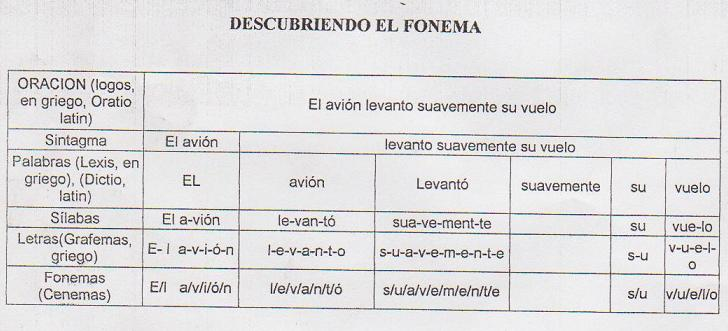 DESCUBRIENDO EL FONEMA
ORACION (logos,
en griego, Oratio
latin)
El avión levanto suavemente su vuelo
Sintagma
El avión
levanto suavemente su vuelo
Palabras (Lexis, en
griego), (Dictio,
latin)
EL
avión
Levantó
suavemente
su
vuelo
Sílabas
El a-vión
le-van-tó
sua-ve-ment-te
su
vue-lo
Letras(Grafemas,
griego)
E- l a-v-i-ó-n
l-e-v-a-n-t-o
s-u-a-v-e-m-e-n-t-e
s-u
v-u-e-l-
o
Fonemas
(Cenemas)
E/l a/v/i/ó/n
l/e/v/a/n/t/ó
s/u/a/v/e/m/e/n/t/e
s/u
v/u/e/l/o